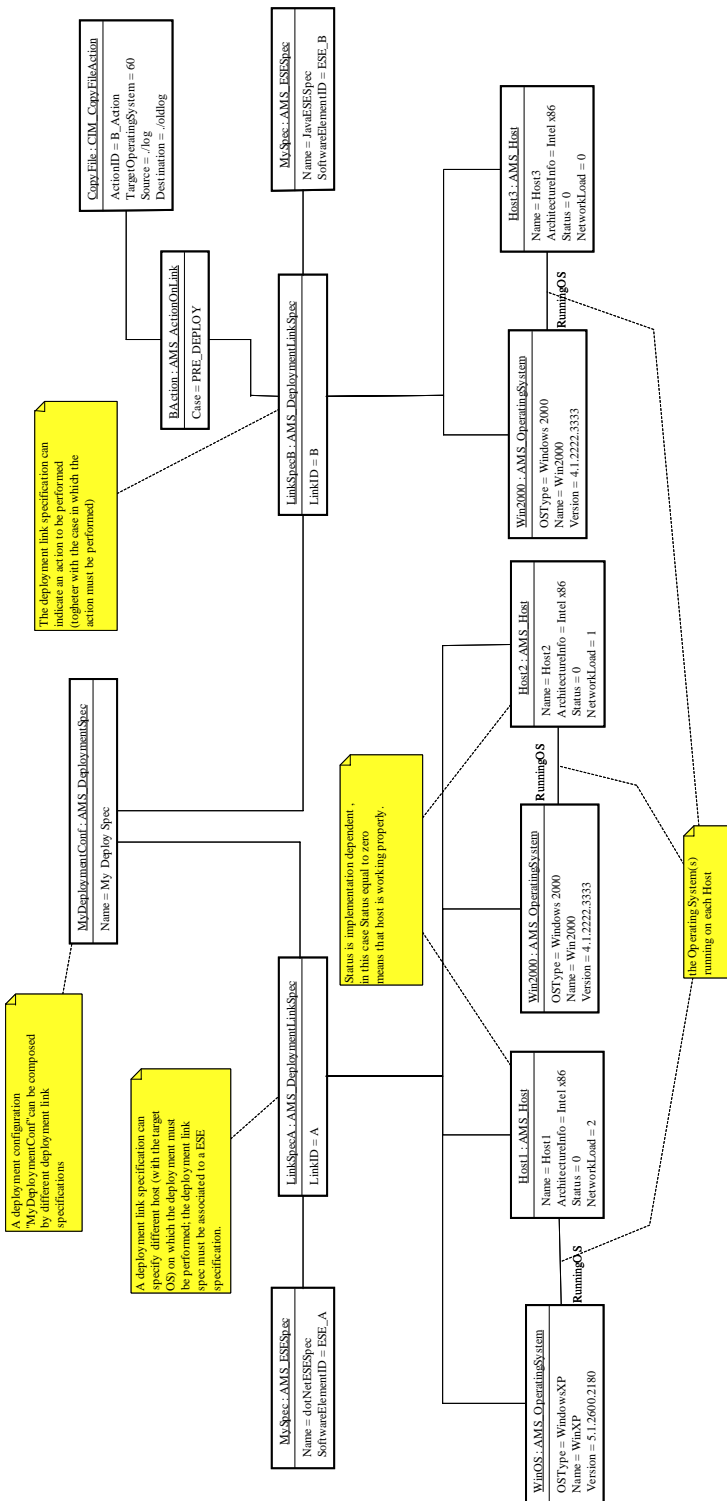 A deployment configuration
"MyDeploymentConf"can be composed
by different deployment link
specifications
MyDeploymentConf : AMS_DeploymentSpec
Name = My Deploy Spec
The deployment link specification can
indicate an action to be performed
(togheter with the case in which the
action must be performed)
CopyFile : CIM_CopyFileAction
ActionID = B_Action
TargetOperatingSystem = 60
Source = ./log
Destination = ./oldlog
BAction : AMS_ActionOnLink
Case = PRE_DEPLOY
A deployment link specification can
specify different host (with the target
OS) on which the deployment must
be performed; the deployment link
spec must be associated to a ESE
specification.
MySpec : AMS_ESESpec
Name = dotNetESESpec
SoftwareElementID = ESE_A
LinkSpecA : AMS_DeploymentLinkSpec
LinkID = A
LinkSpecB : AMS_DeploymentLinkSpec
LinkID = B
MySpec : AMS_ESESpec
Name = JavaESESpec
SoftwareElementID = ESE_B
Status is implementation dependent ,
in this case Status equal to zero
means that host is working properly.
WinOS : AMS_OperatingSystem
OSType = WindowsXP
Name = WinXP
Version = 5.1.2600.2180
RunningOS
Host1 : AMS_Host
Name = Host1
ArchitectureInfo = Intel x86
Status = 0
NetworkLoad = 2
Win2000 : AMS_OperatingSystem
OSType = Windows 2000
Name = Win2000
Version = 4.1.2222.3333
RunningOS
Host2 : AMS_Host
Name = Host2
ArchitectureInfo = Intel x86
Status = 0
NetworkLoad = 1
Win2000 : AMS_OperatingSystem
OSType = Windows 2000
Name = Win2000
Version = 4.1.2222.3333
RunningOS
Host3 : AMS_Host
Name = Host3
ArchitectureInfo = Intel x86
Status = 0
NetworkLoad = 0
the Operating System(s)
running on each Host